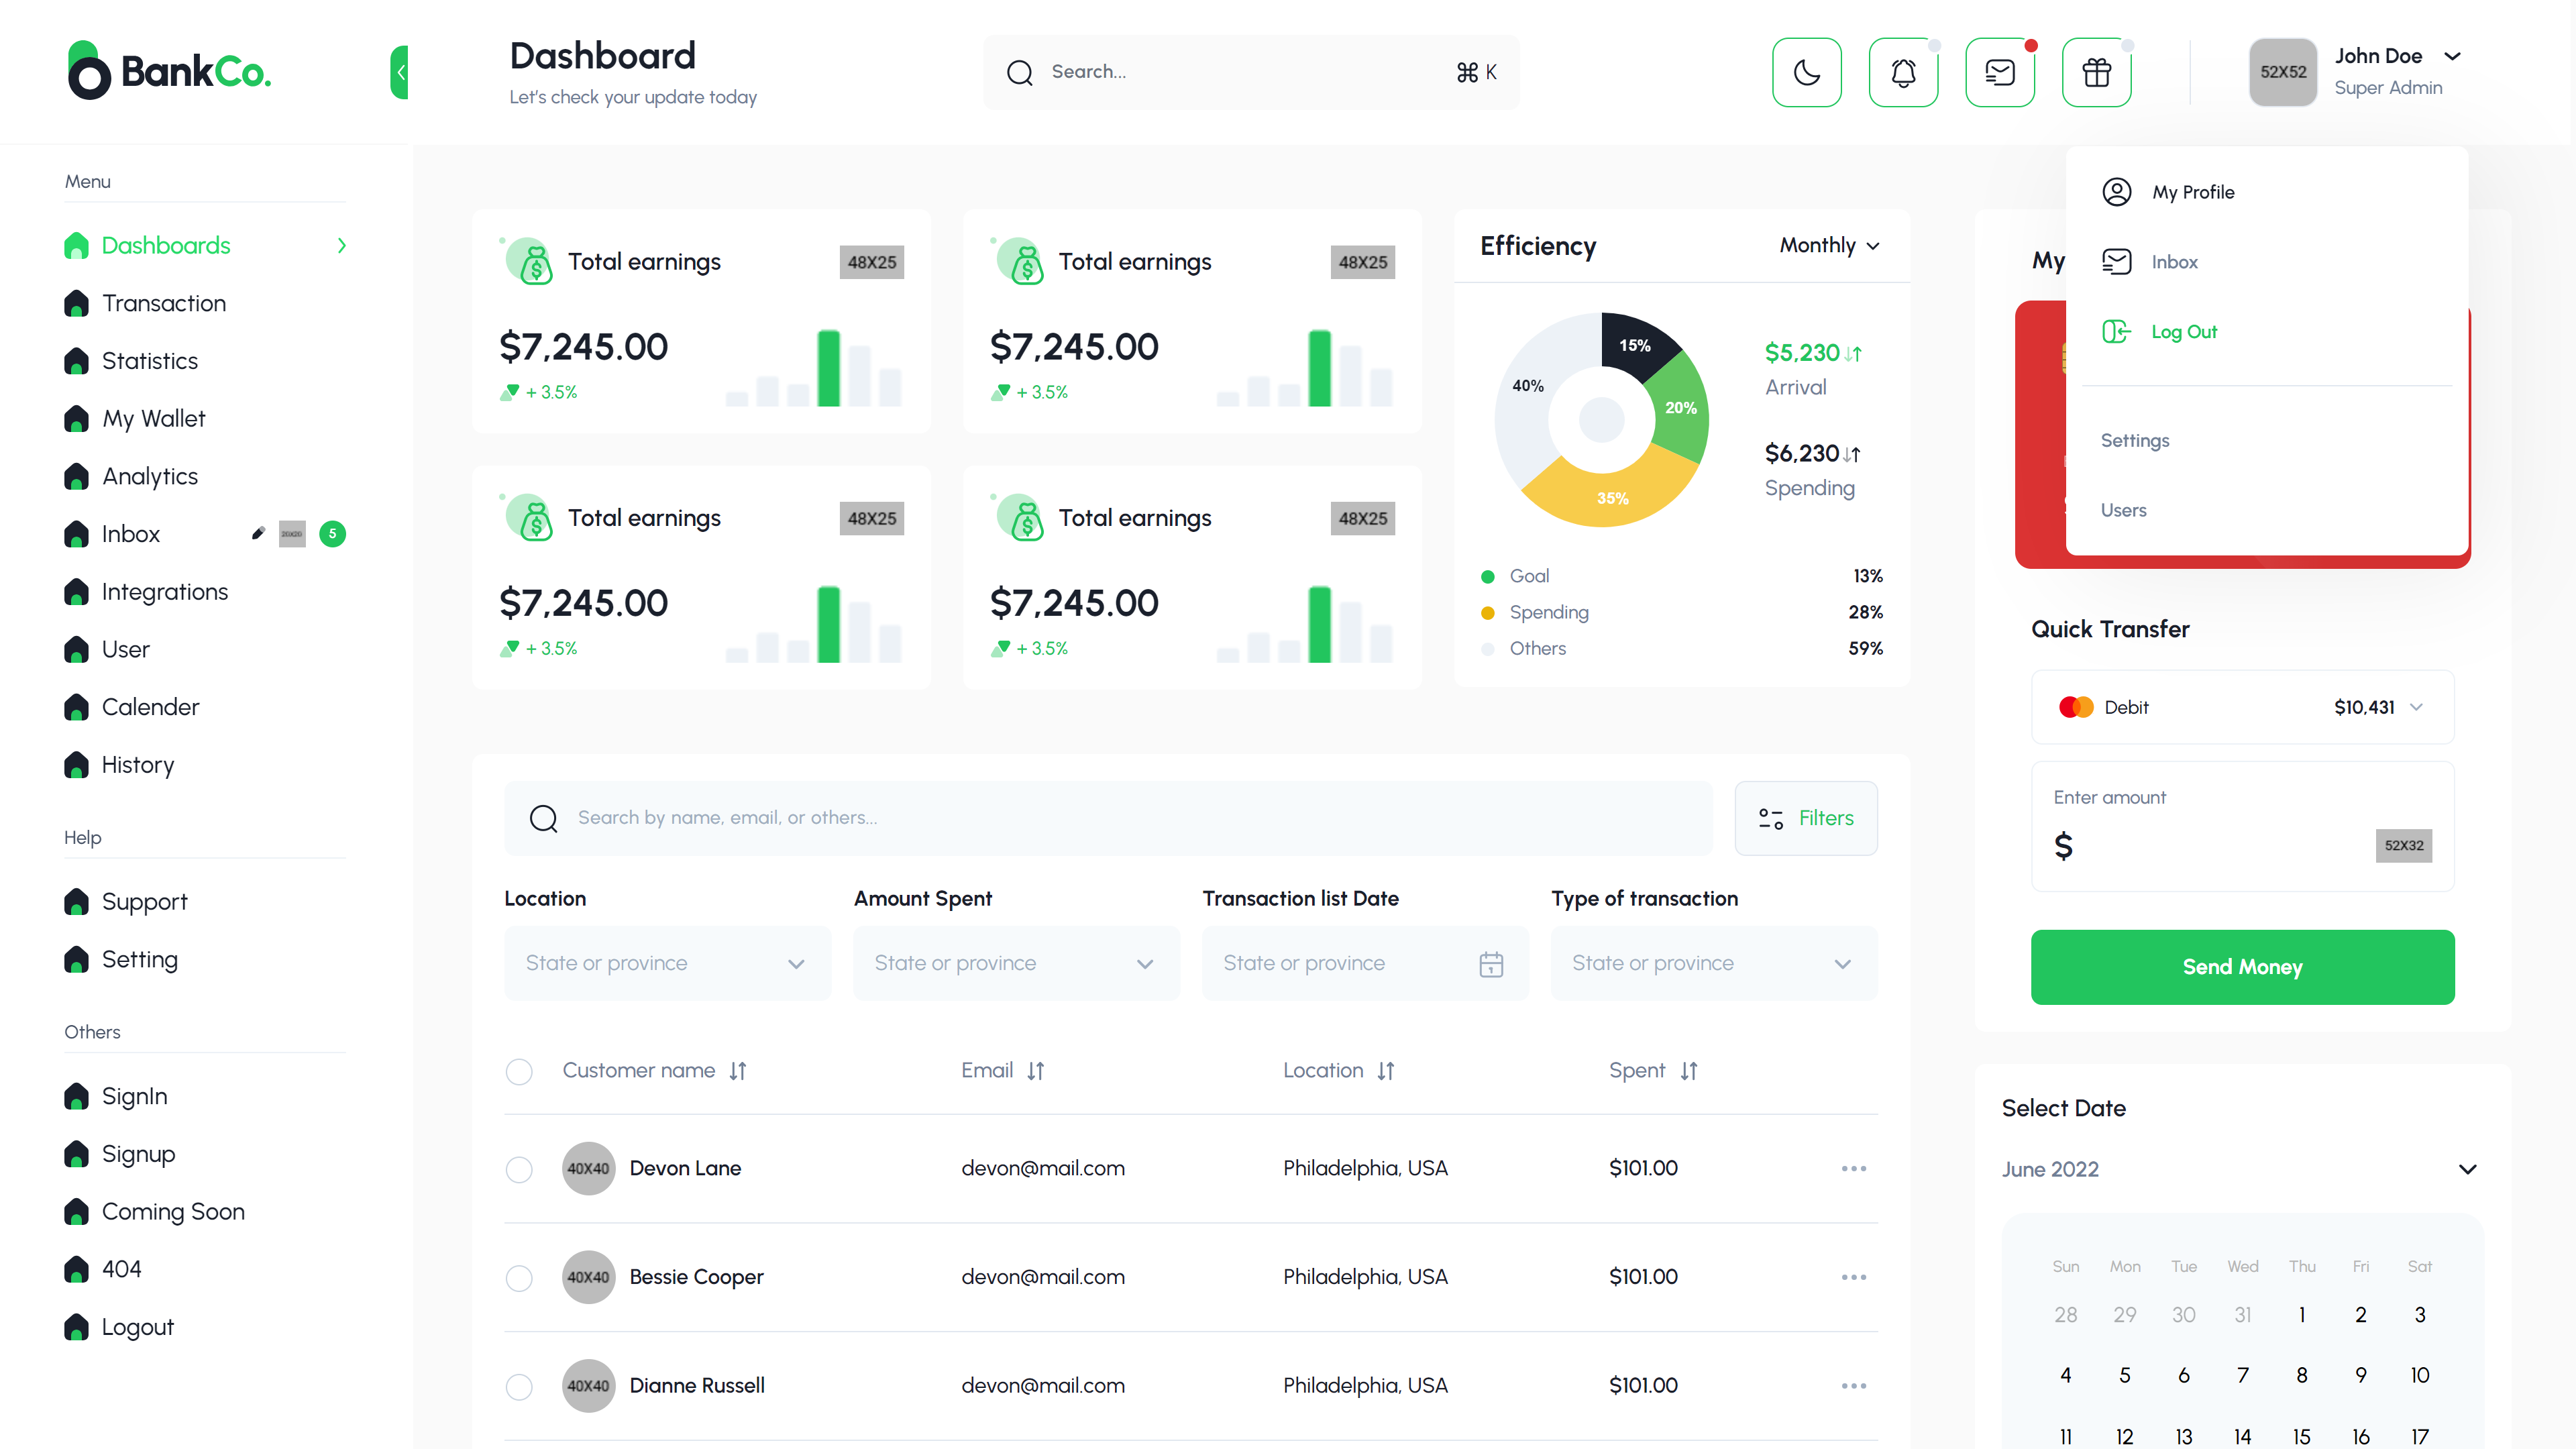 BankCo.
Dashboard
Let's check your update today
Search...
⌘ K
52X52
John Doe
Super Admin
Menu
Dashboards
Transaction
Statistics
My Wallet
Analytics
Inbox
20X20
5
Integrations
User
Calender
History
Help
Support
Setting
Others
SignIn
Signup
Coming Soon
404
Logout
Total earnings
48X25
$7,245.00
+ 3.5%
Total earnings
48X25
$7,245.00
+ 3.5%
Total earnings
48X25
$7,245.00
+ 3.5%
Total earnings
48X25
$7,245.00
+ 3.5%
Efficiency
Monthly
15%
20%
35%
40%
$5,230
Arrival
$6,230
Spending
Goal 13%
Spending 28%
Others 59%
My
My Profile
Inbox
Log Out
Settings
Users
Quick Transfer
Debit $10,431
Enter amount
$
52X32
Send Money
Search by name, email, or others...
Filters
Location Amount Spent Transaction list Date Type of transaction
State or province State or province State or province State or province
Customer name Email Location Spent
40X40 Devon Lane devon@mail.com Philadelphia, USA $101.00
40X40 Bessie Cooper devon@mail.com Philadelphia, USA $101.00
40X40 Dianne Russell devon@mail.com Philadelphia, USA $101.00
Select Date
June 2022
Sun Mon Tue Wed Thu Fri Sat
28 29 30 31 1 2 3
4 5 6 7 8 9 10
11 12 13 14 15 16 17